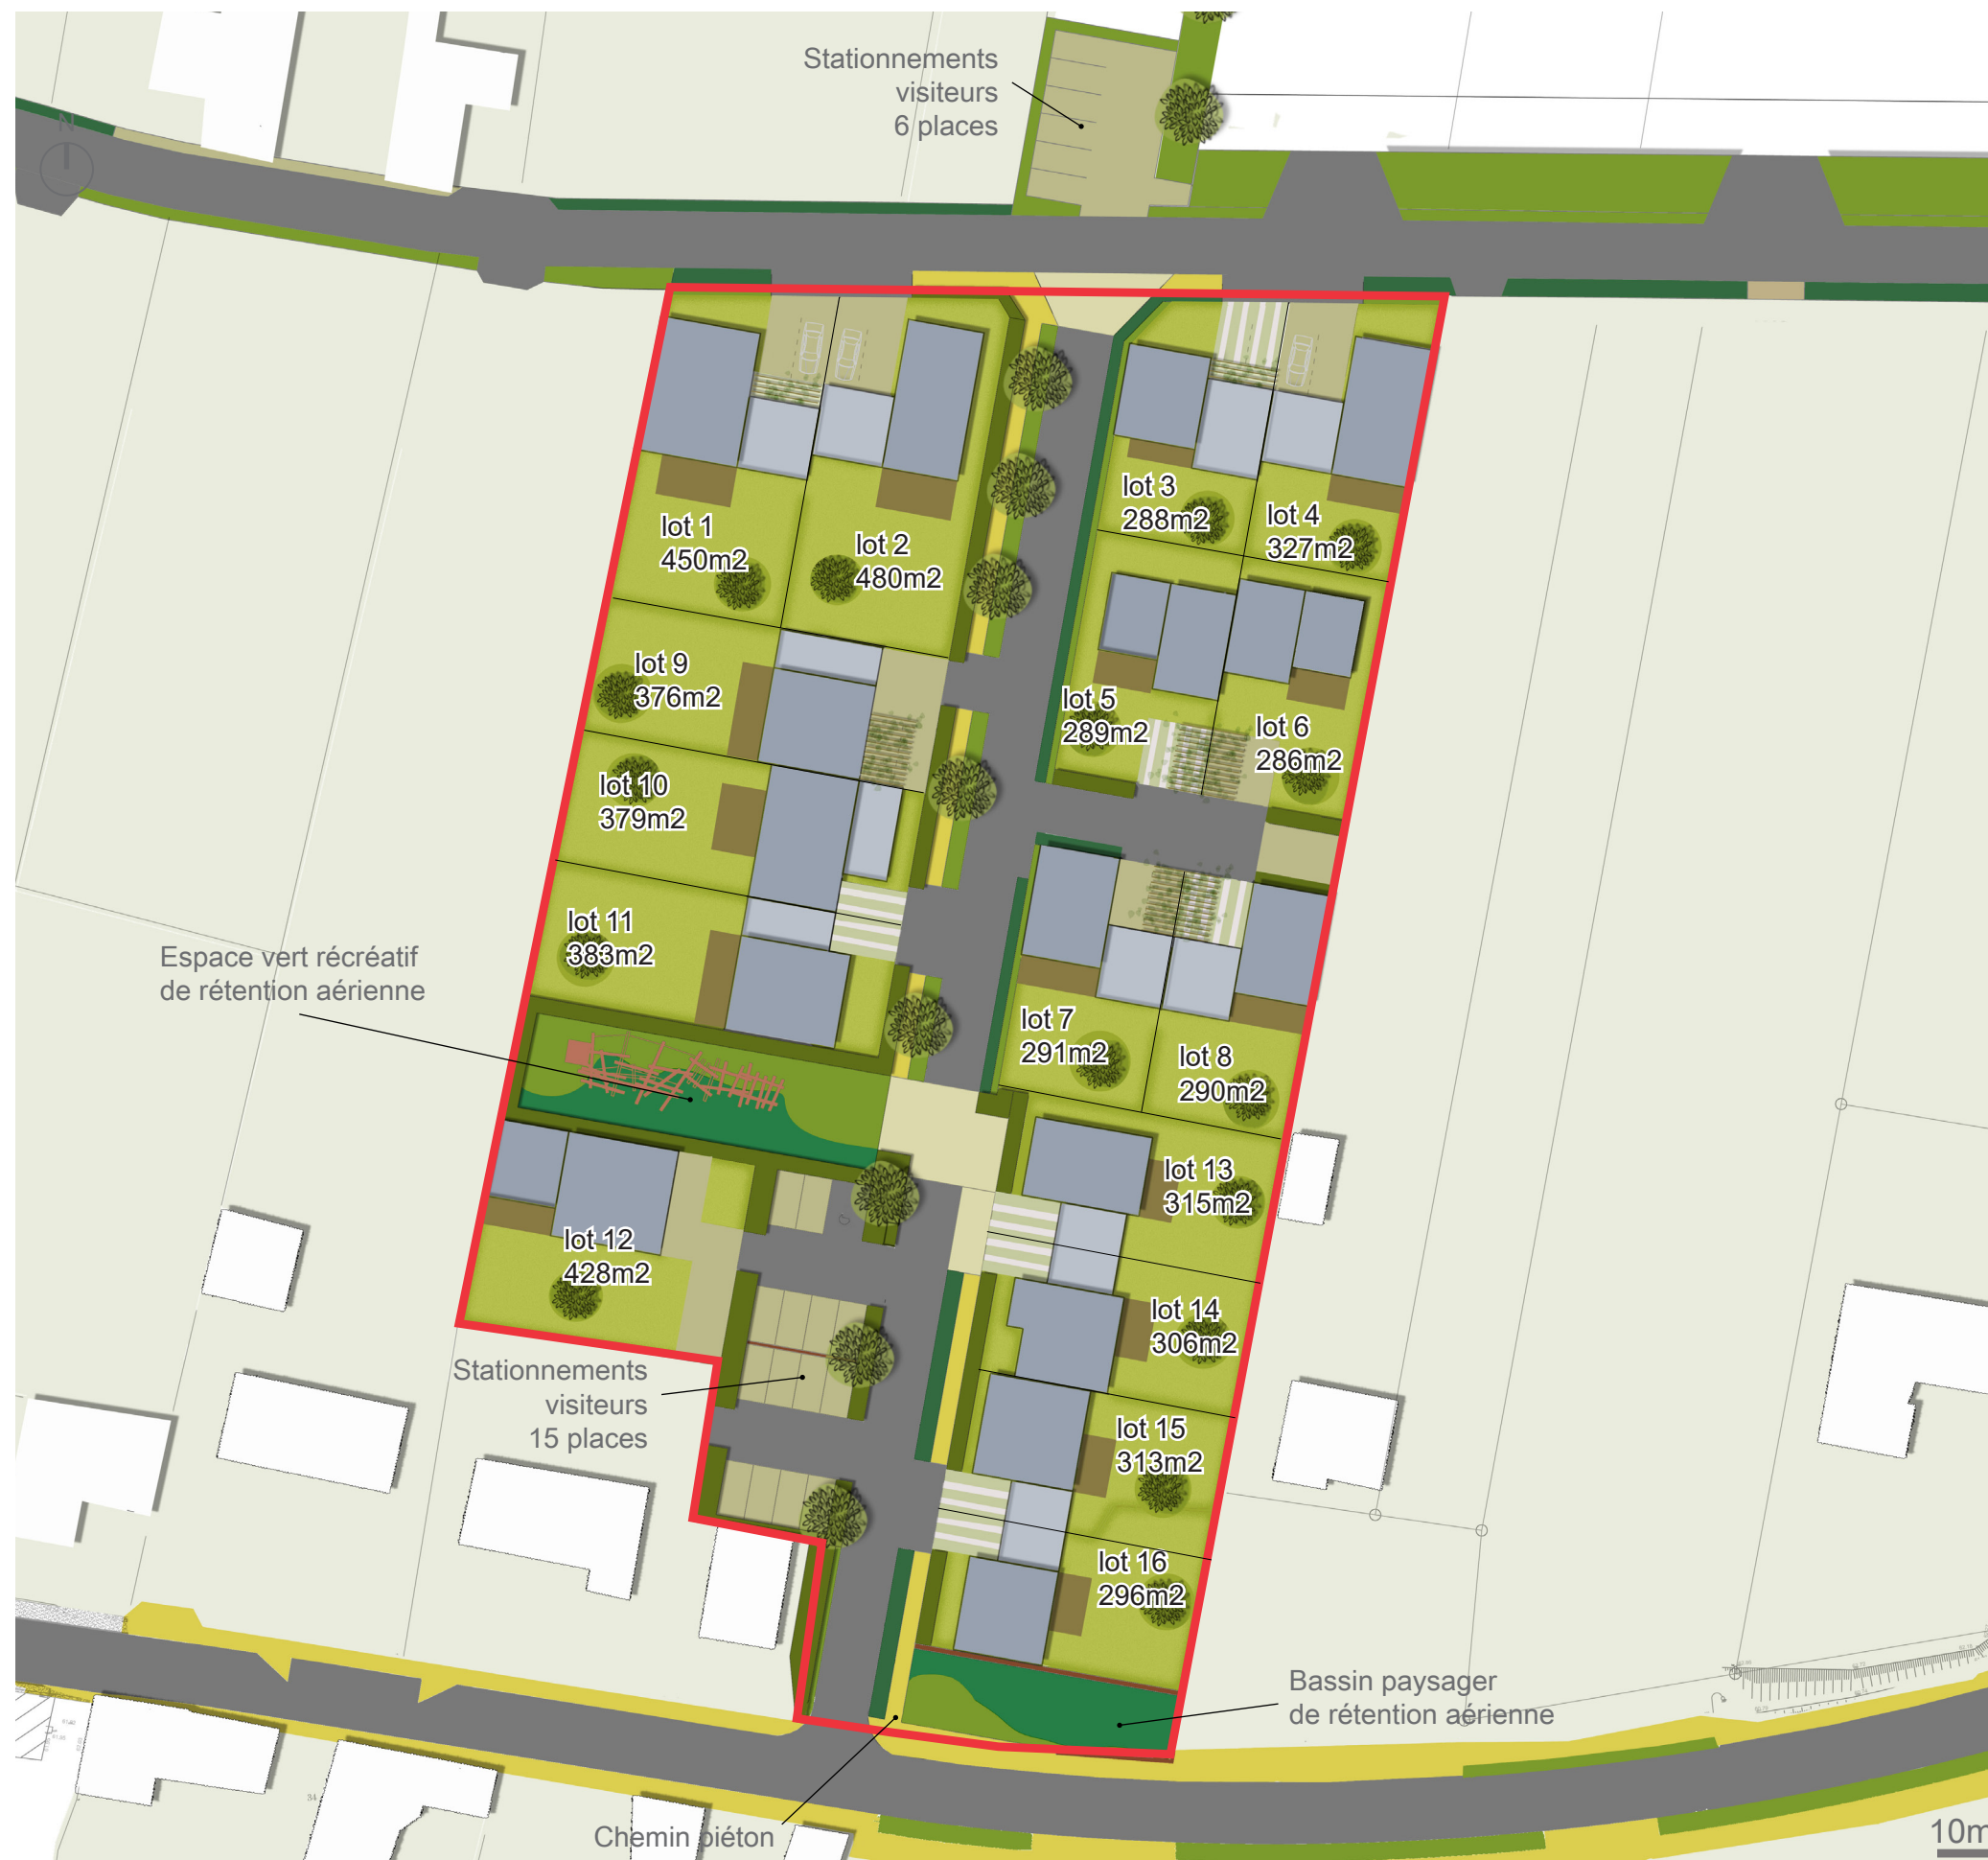 Stationnements
visiteurs
6 places
N
lot 1
450m2
lot 2
480m2
lot 3
288m2
lot 4
327m2
lot 9
376m2
lot 5
289m2
lot 6
286m2
lot 10
379m2
lot 11
383m2
Espace vert récréatif
de rétention aérienne
lot 7
291m2
lot 8
290m2
lot 13
315m2
lot 12
428m2
lot 14
306m2
Stationnements
visiteurs
15 places
lot 15
313m2
lot 16
296m2
Bassin paysager
de rétention aérienne
34
Chemin piéton
10m